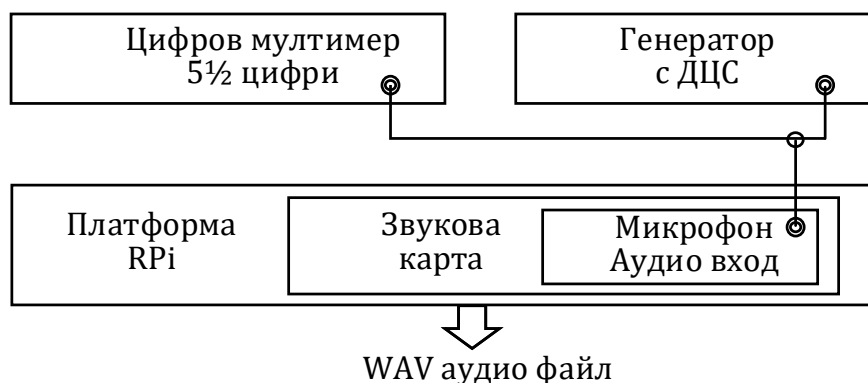 Цифров мултимер
5½ цифри
Генератор
с ДЦС
Платформа
RPi
Звукова
карта
Микрофон
Аудио вход
WAV аудио файл